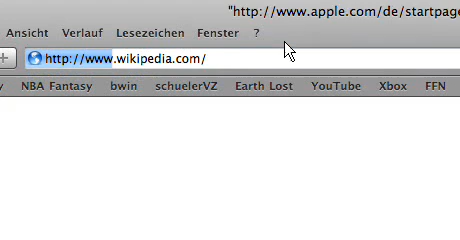 "http://www.apple.com/de/startpage
Ansicht Verlauf Lesezeichen Fenster ?
+ http://www.wikipedia.com/
y NBA Fantasy bwin schuelerVZ Earth Lost YouTube Xbox FFN